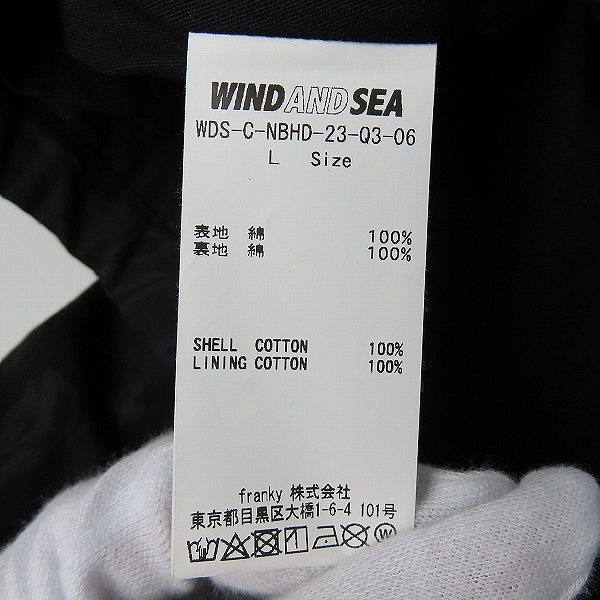 WIND AND SEA
WDS-C-NBHD-23-Q3-06
L Size
表地 綿 100%
裏地 綿 100%
SHELL COTTON 100%
LINING COTTON 100%
franky 株式会社
東京都目黒区大橋1-6-4 101号